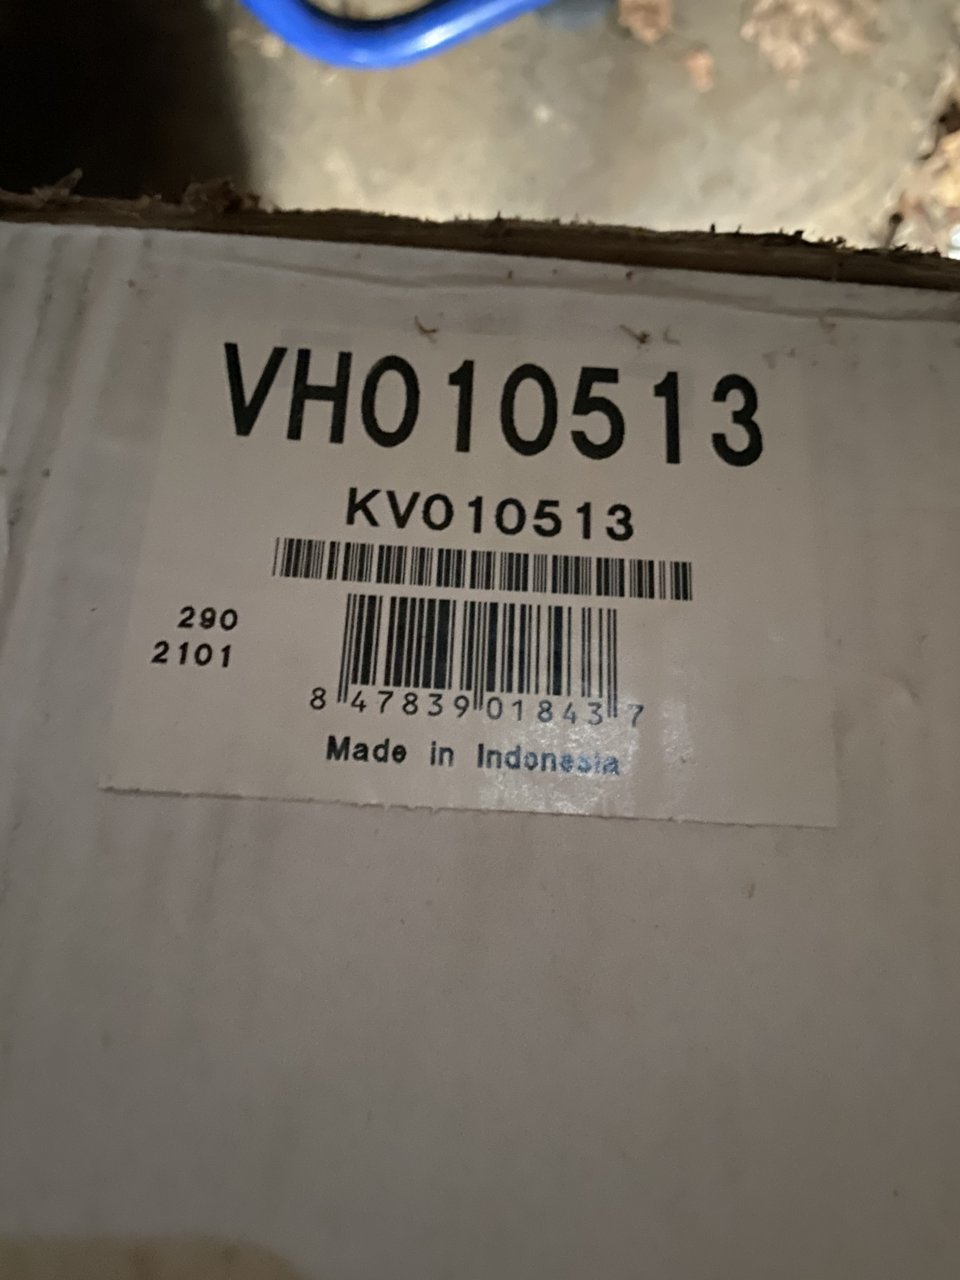 VH010513
KV010513
290
2101
8 47839 01843 7
Made in Indonesia